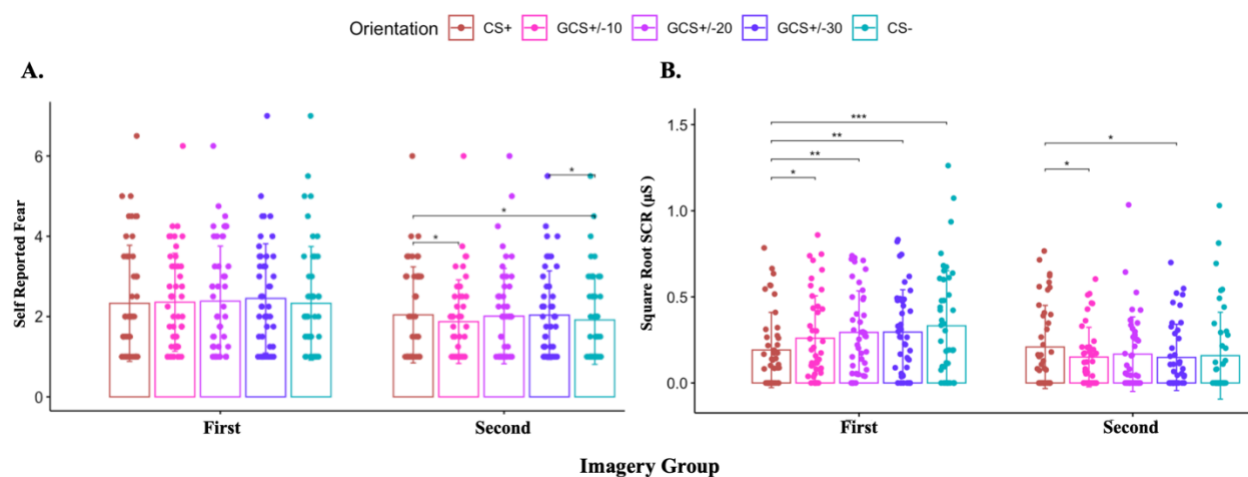 Orientation CS+ GCS+/-10 GCS+/-20 GCS+/-30 CS-
A.
B.
Self Reported Fear
6
4
2
0
*
*
*
First
Second
Square Root SCR (µS)
1.5
1.0
0.5
0.0
***
**
**
*
*
*
First
Second
Imagery Group